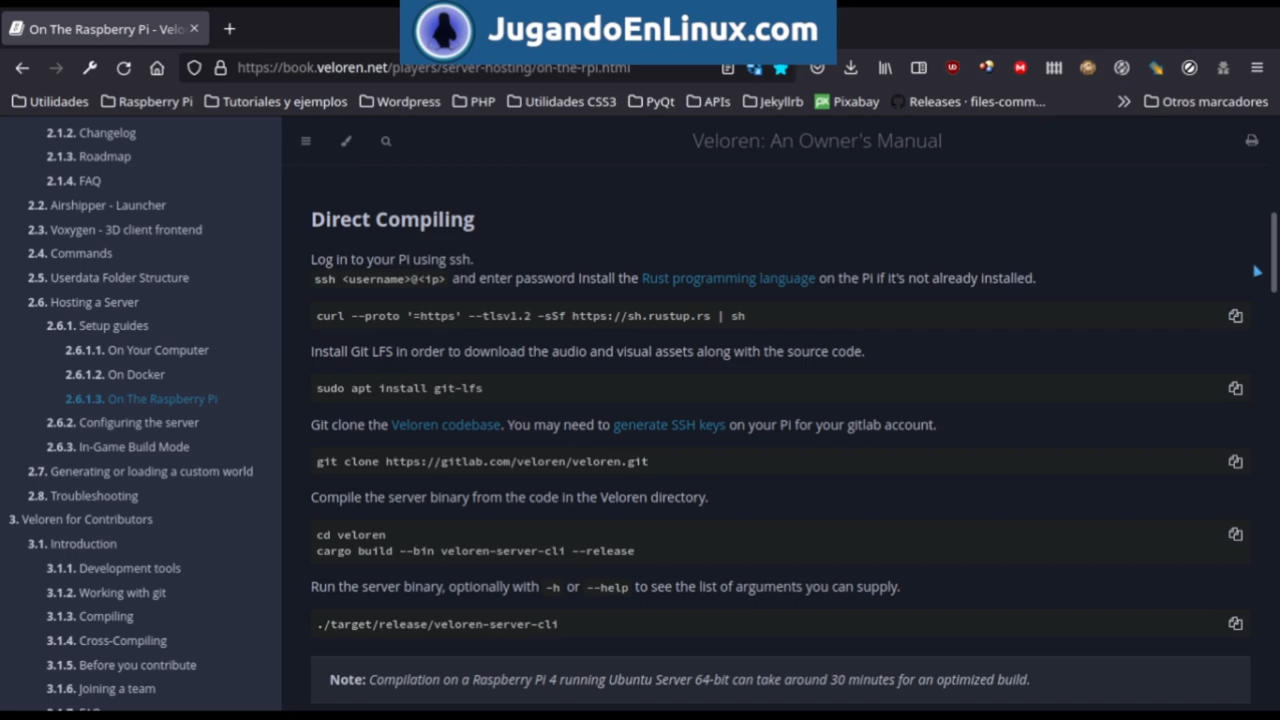 On The Raspberry Pi - Velo
JugandoEnLinux.com
https://book.veloren.net/players/server-hosting/on-the-rpi.html
Utilidades
Raspberry Pi
Tutoriales y ejemplos
Wordpress
PHP
Utilidades CSS3
PyQt
APIs
Jekyllrb
Pixabay
Releases · files-comm...
Otros marcadores
2.1.2. Changelog
2.1.3. Roadmap
2.1.4. FAQ
2.2. Airshipper - Launcher
2.3. Voxygen - 3D client frontend
2.4. Commands
2.5. Userdata Folder Structure
2.6. Hosting a Server
2.6.1. Setup guides
2.6.1.1. On Your Computer
2.6.1.2. On Docker
2.6.1.3. On The Raspberry Pi
2.6.2. Configuring the server
2.6.3. In-Game Build Mode
2.7. Generating or loading a custom world
2.8. Troubleshooting
3. Veloren for Contributors
3.1. Introduction
3.1.1. Development tools
3.1.2. Working with git
3.1.3. Compiling
3.1.4. Cross-Compiling
3.1.5. Before you contribute
3.1.6. Joining a team
Veloren: An Owner's Manual
Direct Compiling
Log in to your Pi using ssh.
ssh <username>@<ip> and enter password Install the Rust programming language on the Pi if it's not already installed.
curl --proto '=https' --tlsv1.2 -sSf https://sh.rustup.rs | sh
Install Git LFS in order to download the audio and visual assets along with the source code.
sudo apt install git-lfs
Git clone the Veloren codebase. You may need to generate SSH keys on your Pi for your gitlab account.
git clone https://gitlab.com/veloren/veloren.git
Compile the server binary from the code in the Veloren directory.
cd veloren
cargo build --bin veloren-server-cli --release
Run the server binary, optionally with -h or --help to see the list of arguments you can supply.
./target/release/veloren-server-cli
Note: Compilation on a Raspberry Pi 4 running Ubuntu Server 64-bit can take around 30 minutes for an optimized build.